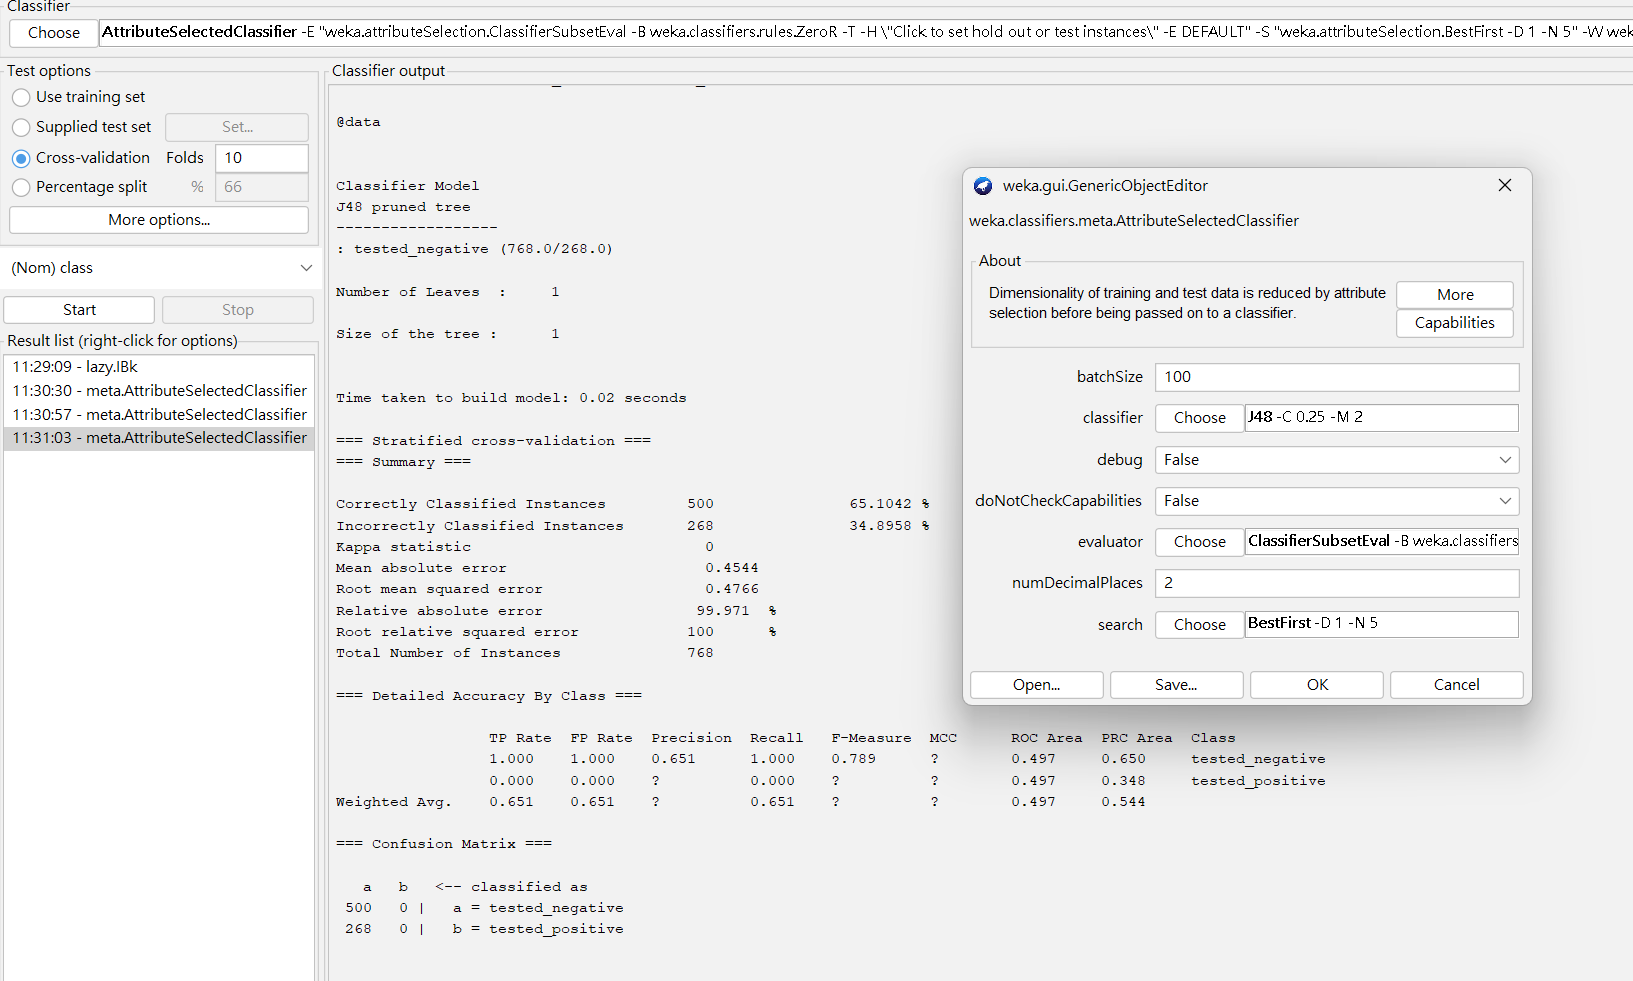 Classifier
Choose AttributeSelectedClassifier -E "weka.attributeSelection.ClassifierSubsetEval -B weka.classifiers.rules.ZeroR -T -H \"Click to set hold out or test instances\" -E DEFAULT" -S "weka.attributeSelection.BestFirst -D 1 -N 5" -W wek
Test options
Use training set
Supplied test set Set...
Cross-validation Folds 10
Percentage split % 66
More options...
(Nom) class
Start Stop
Result list (right-click for options)
11:29:09 - lazy.IBk
11:30:30 - meta.AttributeSelectedClassifier
11:30:57 - meta.AttributeSelectedClassifier
11:31:03 - meta.AttributeSelectedClassifier
Classifier output
@data
Classifier Model
J48 pruned tree
------------------
: tested_negative (768.0/268.0)
Number of Leaves  : 1
Size of the tree : 1
Time taken to build model: 0.02 seconds
=== Stratified cross-validation ===
=== Summary ===
Correctly Classified Instances 500 65.1042 %
Incorrectly Classified Instances 268 34.8958 %
Kappa statistic 0
Mean absolute error 0.4544
Root mean squared error 0.4766
Relative absolute error 99.971 %
Root relative squared error 100 %
Total Number of Instances 768
=== Detailed Accuracy By Class ===
TP Rate FP Rate Precision Recall F-Measure MCC ROC Area PRC Area Class
1.000 1.000 0.651 1.000 0.789 ? 0.497 0.650 tested_negative
0.000 0.000 ? 0.000 ? ? 0.497 0.348 tested_positive
Weighted Avg. 0.651 0.651 ? 0.651 ? ? 0.497 0.544
=== Confusion Matrix ===
a b <-- classified as
500 0 | a = tested_negative
268 0 | b = tested_positive
weka.gui.GenericObjectEditor
weka.classifiers.meta.AttributeSelectedClassifier
About
Dimensionality of training and test data is reduced by attribute
selection before being passed on to a classifier.
More
Capabilities
batchSize 100
classifier Choose J48 -C 0.25 -M 2
debug False
doNotCheckCapabilities False
evaluator Choose ClassifierSubsetEval -B weka.classifiers
numDecimalPlaces 2
search Choose BestFirst -D 1 -N 5
Open... Save... OK Cancel